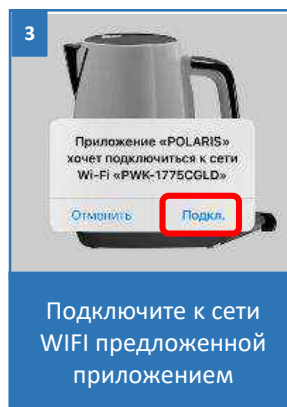 3
Приложение «POLARIS»
хочет подключиться к сети
Wi-Fi «PWK-1775CGLD»
Отменить Подкл.
Подключите к сети
WIFI предложенной
приложением